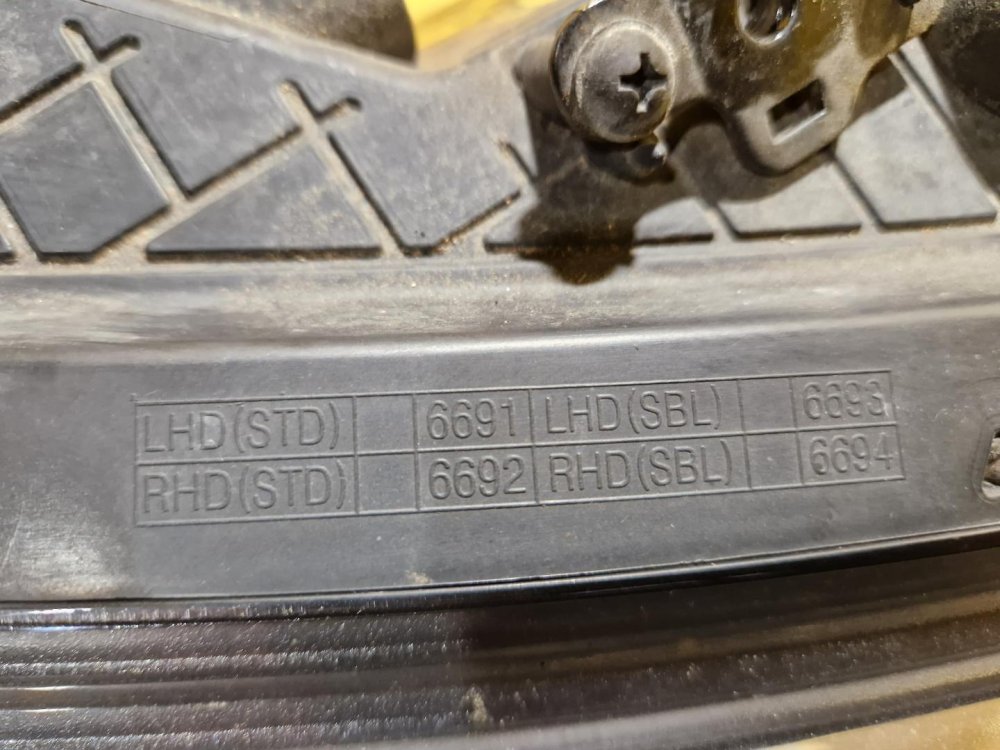 LHD(STD) 6691 LHD(SBL) 6693
RHD(STD) 6692 RHD(SBL) 6694